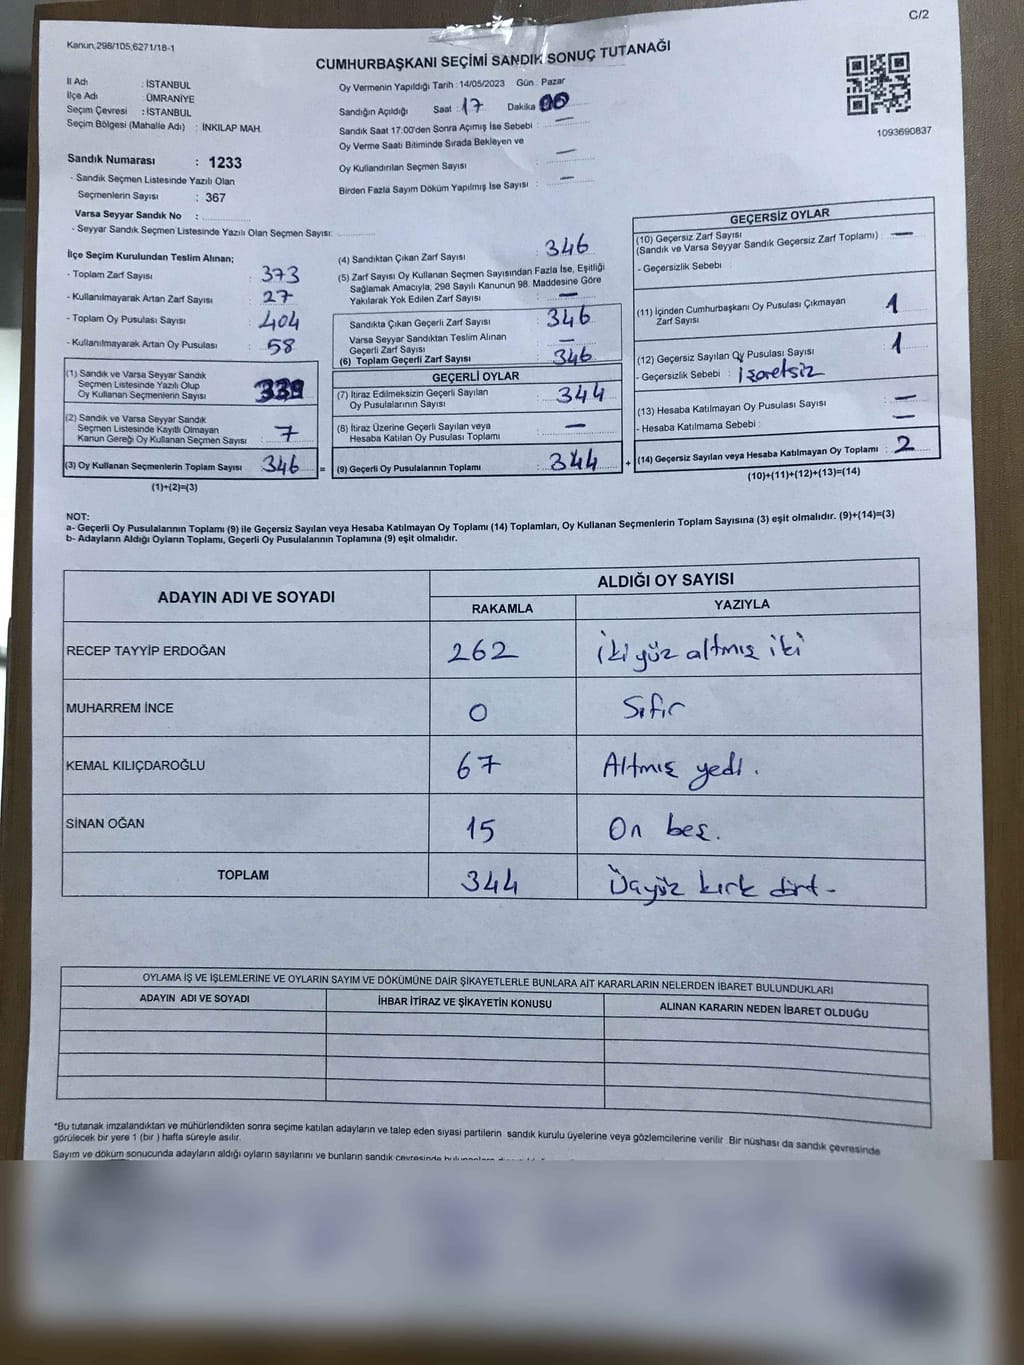 C/2
Kanun,298/105,6271/18-1
CUMHURBAŞKANI SEÇİMİ SANDIK SONUÇ TUTANAĞI
İl Adı : İSTANBUL
İlçe Adı : ÜMRANİYE
Seçim Çevresi : İSTANBUL
Seçim Bölgesi (Mahalle Adı) : İNKILAP MAH.
Oy Vermenin Yapıldığı Tarih : 14/05/2023 Gün : Pazar
Sandığın Açıldığı Saat : 17 Dakika 00
Sandık Saat 17:00'den Sonra Açımış İse Sebebi : —
Oy Verme Saati Bitiminde Sırada Bekleyen ve
Oy Kullandırılan Seçmen Sayısı : —
Birden Fazla Sayım Döküm Yapılmış İse Sayısı : —
1093690837
Sandık Numarası : 1233
- Sandık Seçmen Listesinde Yazılı Olan
Seçmenlerin Sayısı : 367
Varsa Seyyar Sandık No :
- Seyyar Sandık Seçmen Listesinde Yazılı Olan Seçmen Sayısı:
İlçe Seçim Kurulundan Teslim Alınan;
- Toplam Zarf Sayısı : 373
- Kullanılmayarak Artan Zarf Sayısı : 27
- Toplam Oy Pusulası Sayısı : 404
- Kullanılmayarak Artan Oy Pusulası : 58
(1) Sandık ve Varsa Seyyar Sandık
Seçmen Listesinde Yazılı Olup
Oy Kullanan Seçmenlerin Sayısı : 339
(2) Sandık ve Varsa Seyyar Sandık
Seçmen Listesinde Kayıtlı Olmayan
Kanun Gereği Oy Kullanan Seçmen Sayısı : 7
(3) Oy Kullanan Seçmenlerin Toplam Sayısı : 346 =
(1)+(2)=(3)
(4) Sandıktan Çıkan Zarf Sayısı : 346
(5) Zarf Sayısı Oy Kullanan Seçmen Sayısından Fazla İse, Eşitliği
Sağlamak Amacıyla; 298 Sayılı Kanunun 98. Maddesine Göre
Yakılarak Yok Edilen Zarf Sayısı : —
Sandıkta Çıkan Geçerli Zarf Sayısı : 346
Varsa Seyyar Sandıktan Teslim Alınan
Geçerli Zarf Sayısı : —
(6) Toplam Geçerli Zarf Sayısı : 346
GEÇERLİ OYLAR
(7) İtiraz Edilmeksizin Geçerli Sayılan
Oy Pusulalarının Sayısı : 344
(8) İtiraz Üzerine Geçerli Sayılan veya
Hesaba Katılan Oy Pusulası Toplamı : —
(9) Geçerli Oy Pusulalarının Toplamı : 344 +
GEÇERSİZ OYLAR
(10) Geçersiz Zarf Sayısı
(Sandık ve Varsa Seyyar Sandık Geçersiz Zarf Toplamı) : —
- Geçersizlik Sebebi :
(11) İçinden Cumhurbaşkanı Oy Pusulası Çıkmayan
Zarf Sayısı : 1
(12) Geçersiz Sayılan Oy Pusulası Sayısı : 1
- Geçersizlik Sebebi : İşaretsiz
(13) Hesaba Katılmayan Oy Pusulası Sayısı : —
- Hesaba Katılmama Sebebi : —
(14) Geçersiz Sayılan veya Hesaba Katılmayan Oy Toplamı : 2
(10)+(11)+(12)+(13)=(14)
NOT:
a- Geçerli Oy Pusulalarının Toplamı (9) ile Geçersiz Sayılan veya Hesaba Katılmayan Oy Toplamı (14) Toplamları, Oy Kullanan Seçmenlerin Toplam Sayısına (3) eşit olmalıdır. (9)+(14)=(3)
b- Adayların Aldığı Oyların Toplamı, Geçerli Oy Pusulalarının Toplamına (9) eşit olmalıdır.
ADAYIN ADI VE SOYADI ALDIĞI OY SAYISI
RAKAMLA YAZIYLA
RECEP TAYYİP ERDOĞAN 262 İki yüz altmış iki
MUHARREM İNCE 0 Sıfır
KEMAL KILIÇDAROĞLU 67 Altmış yedi.
SİNAN OĞAN 15 On beş.
TOPLAM 344 Üçyüz kırk dört-
OYLAMA İŞ VE İŞLEMLERİNE VE OYLARIN SAYIM VE DÖKÜMÜNE DAİR ŞİKAYETLERLE BUNLARA AİT KARARLARIN NELERDEN İBARET BULUNDUKLARI
ADAYIN ADI VE SOYADI İHBAR İTİRAZ VE ŞİKAYETİN KONUSU ALINAN KARARIN NEDEN İBARET OLDUĞU
*Bu tutanak imzalandıktan ve mühürlendikten sonra seçime katılan adayların ve talep eden siyasi partilerin sandık kurulu üyelerine veya gözlemcilerine verilir. Bir nüshası da sandık çevresinde
görülecek bir yere 1 (bir ) hafta süreyle asılır.
Sayım ve döküm sonucunda adayların aldığı oyların sayılarını ve bunların sandık çevresinde